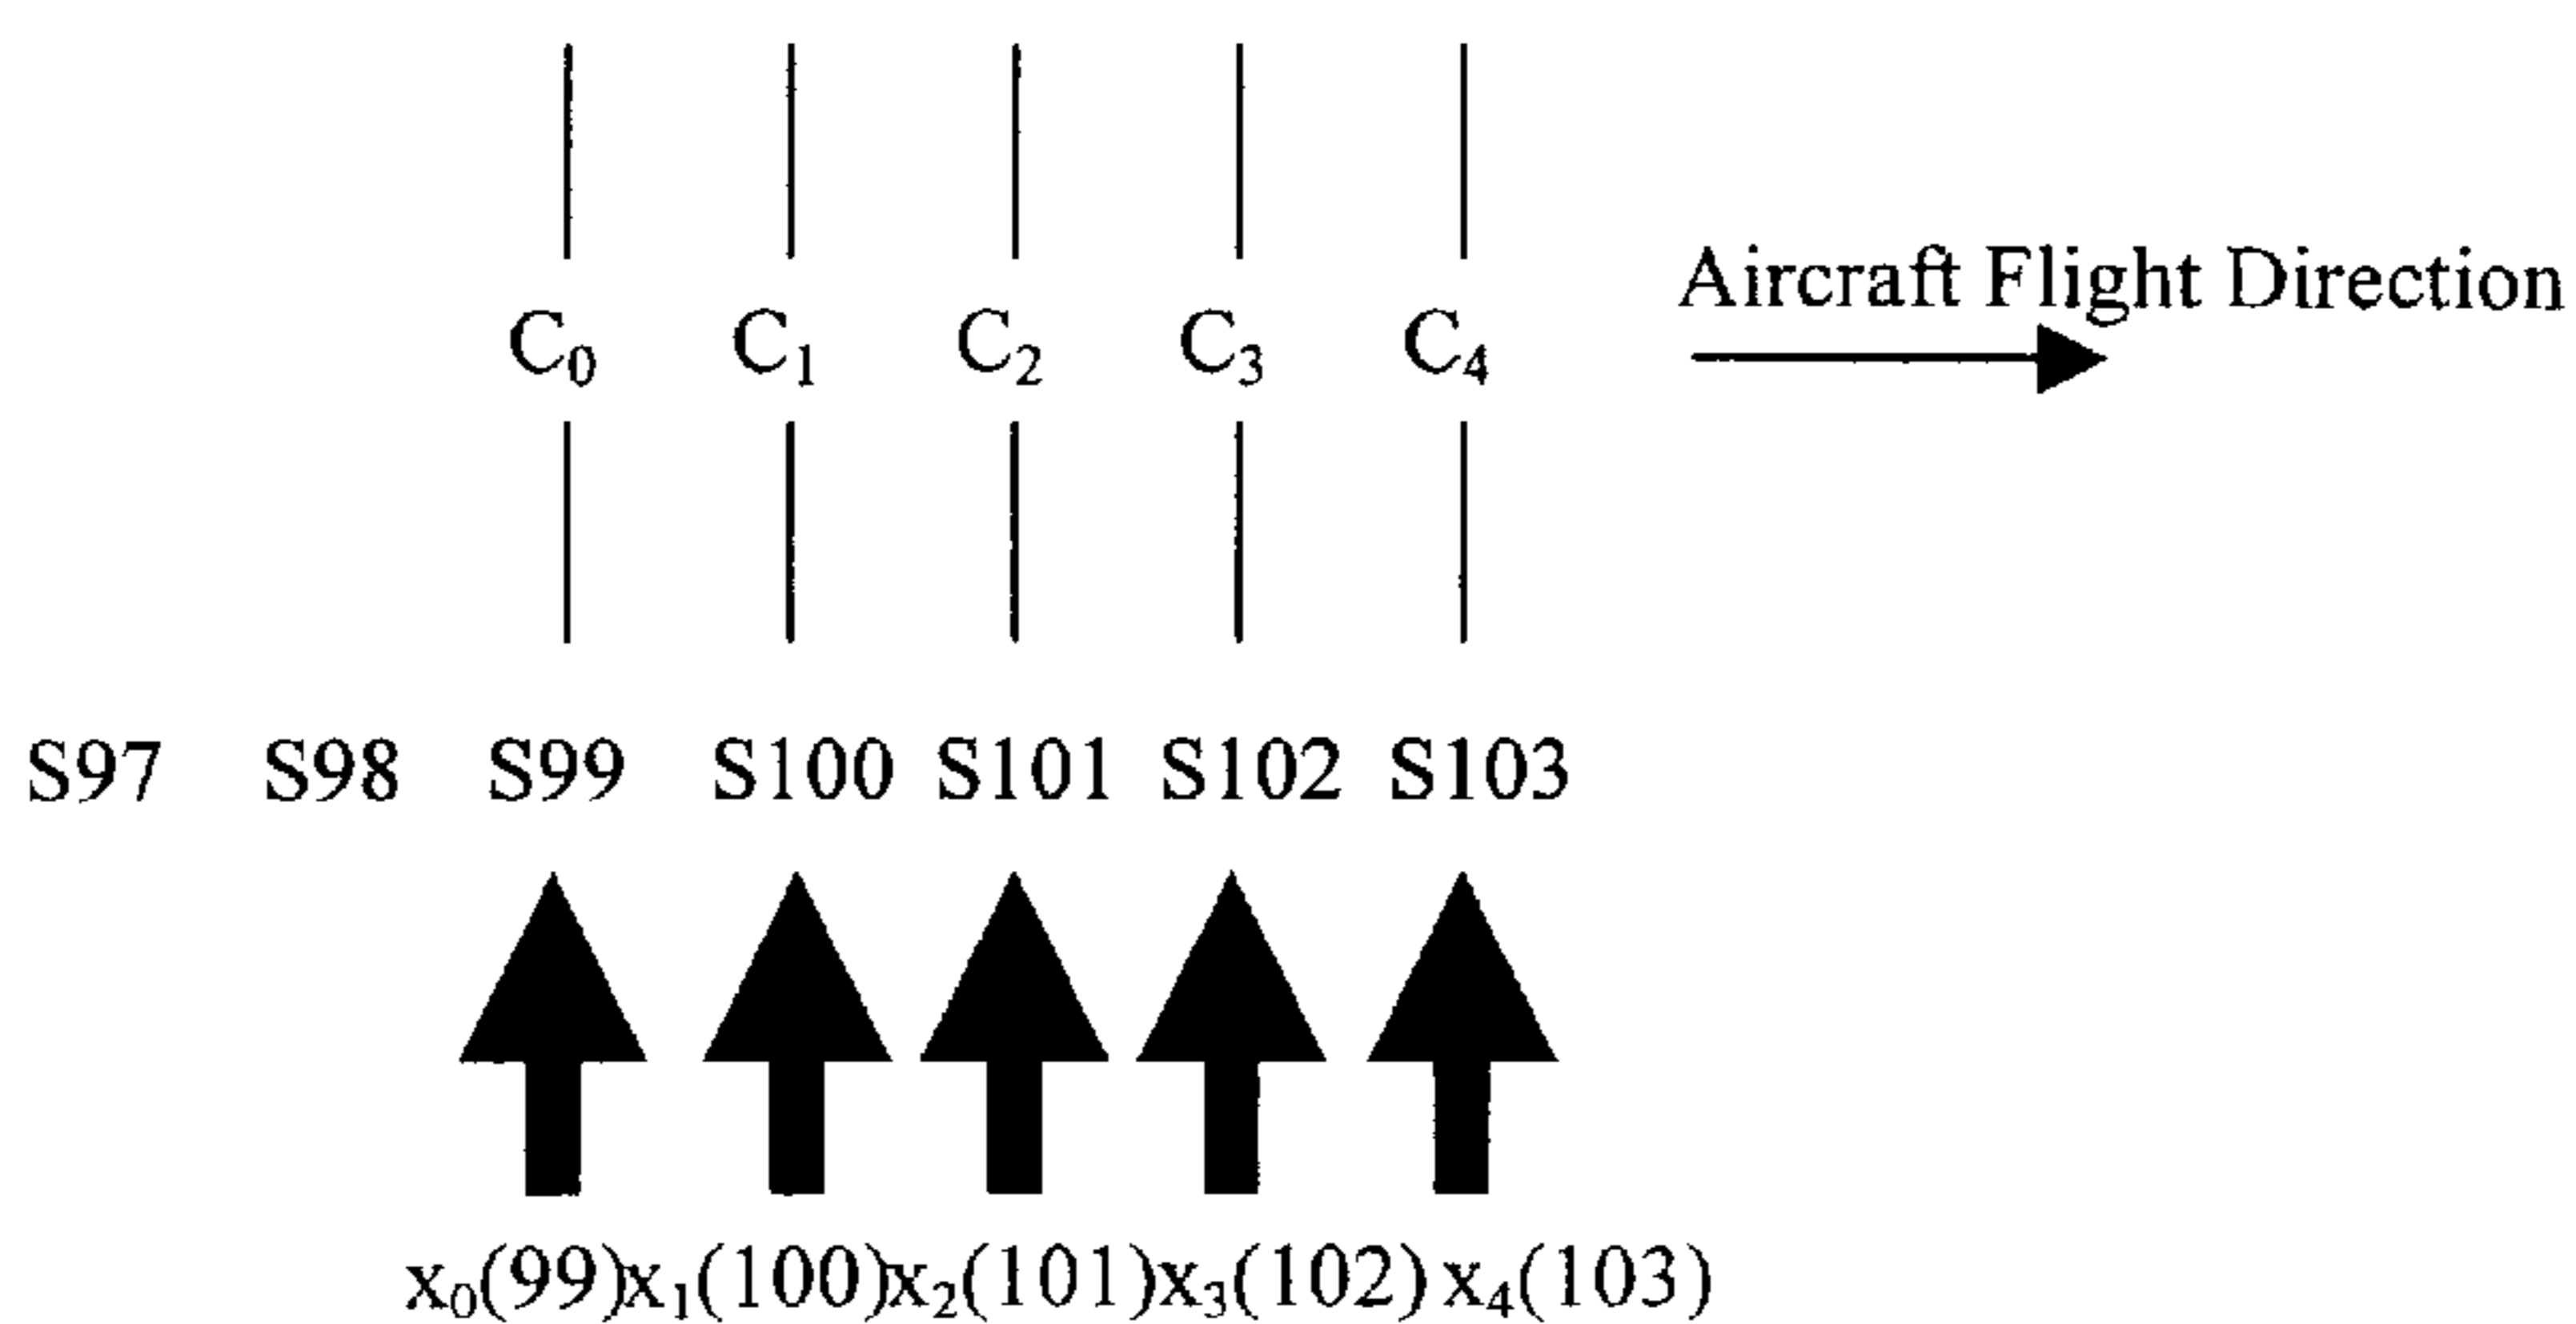 Aircraft Flight Direction
C₀ C₁ C₂ C₃ C₄
S97 S98 S99 S100 S101 S102 S103
x₀(99) x₁(100) x₂(101) x₃(102) x₄(103)